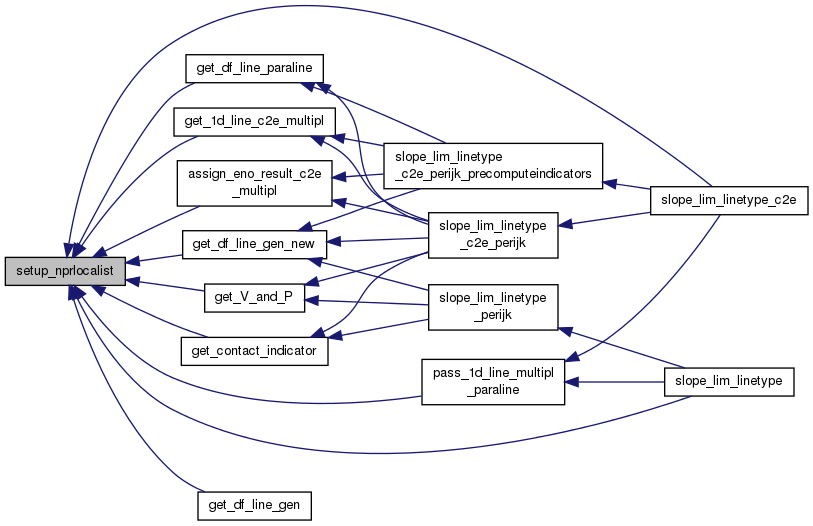 get_df_line_paraline
get_1d_line_c2e_multipl
slope_lim_linetype
_c2e_perijk_precomputeindicators
assign_eno_result_c2e
_multipl
slope_lim_linetype_c2e
slope_lim_linetype
_c2e_perijk
get_df_line_gen_new
setup_nprlocalist
get_V_and_P
slope_lim_linetype
_perijk
get_contact_indicator
pass_1d_line_multipl
_paraline
slope_lim_linetype
get_df_line_gen